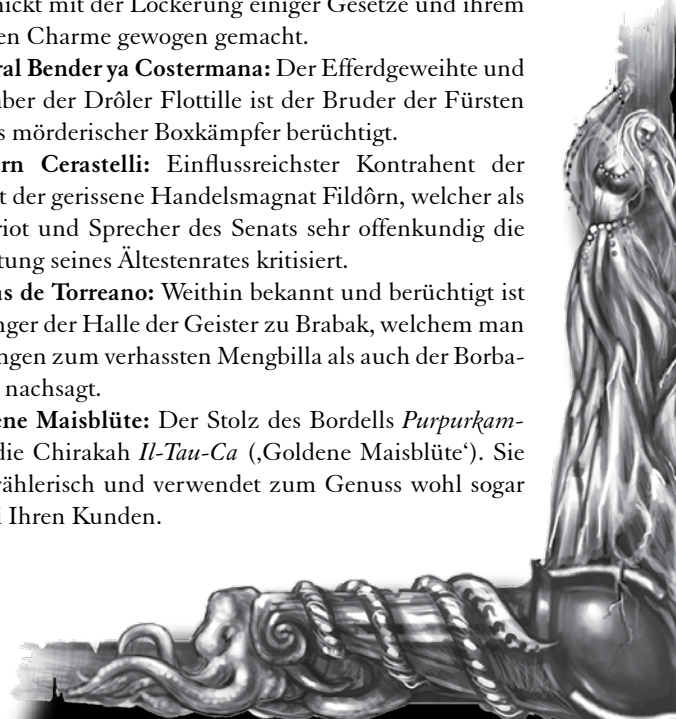 nickt mit der Lockerung einiger Gesetze und ihrem
en Charme gewogen gemacht.
ral Bender ya Costermana: Der Efferdgeweihte und
ber der Drôler Flottille ist der Bruder der Fürsten
s mörderischer Boxkämpfer berüchtigt.
rn Cerastelli: Einflussreichster Kontrahent der
t der gerissene Handelsmagnat Fildôrn, welcher als
riot und Sprecher des Senats sehr offenkundig die
tung seines Ältestenrates kritisiert.
s de Torreano: Weithin bekannt und berüchtigt ist
nger der Halle der Geister zu Brabak, welchem man
ngen zum verhassten Mengbilla als auch der Borba-
nachsagt.
ene Maisblüte: Der Stolz des Bordells Purpurkam-
die Chirakah Il-Tau-Ca (‚Goldene Maisblüte‘). Sie
wählerisch und verwendet zum Genuss wohl sogar
i Ihren Kunden.